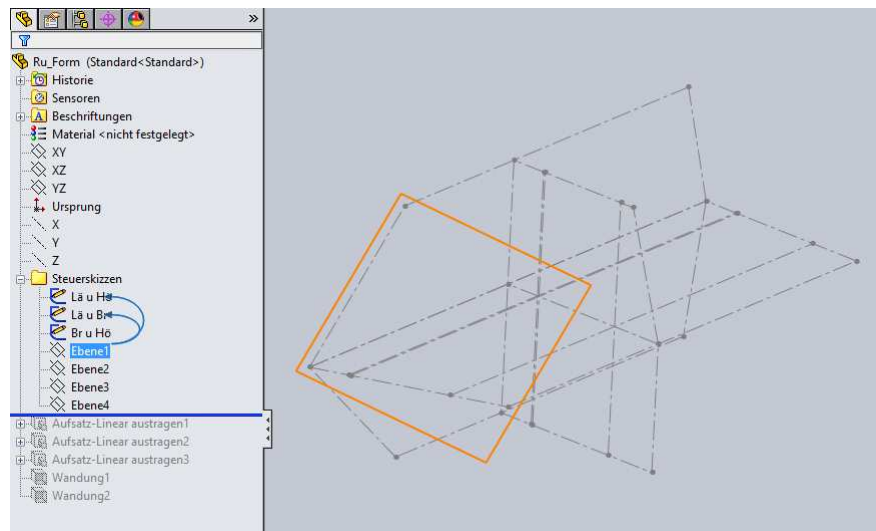 »
Ru_Form (Standard<Standard>)
Historie
Sensoren
A Beschriftungen
Material <nicht festgelegt>
XY
XZ
YZ
Ursprung
X
Y
Z
Steuerskizzen
Lä u Hö
Lä u Br
Br u Hö
Ebene1
Ebene2
Ebene3
Ebene4
Aufsatz-Linear austragen1
Aufsatz-Linear austragen2
Aufsatz-Linear austragen3
Wandung1
Wandung2